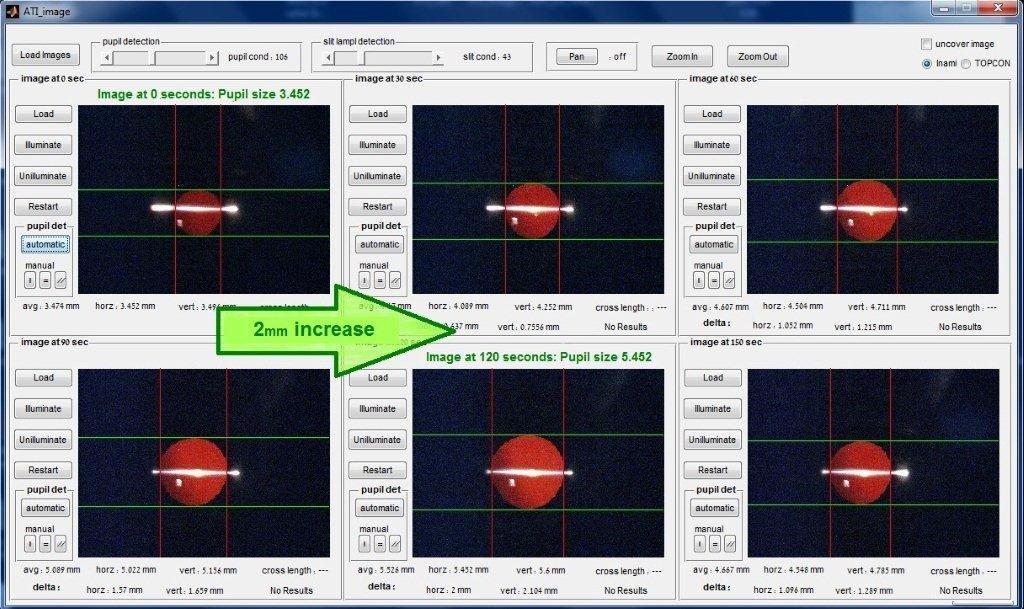 ATI_image
Load Images
pupil detection
pupil cond : 106
slit lampl detection
slit cond : 43
Pan
: off
Zoom In
Zoom Out
uncover image
Inami
TOPCON
image at 0 sec
image at 30 sec
image at 60 sec
Image at 0 seconds: Pupil size 3.452
Load
Load
Load
Illuminate
Illuminate
Illuminate
Unilluminate
Unilluminate
Unilluminate
Restart
Restart
Restart
pupil det
pupil det
pupil det
automatic
automatic
automatic
manual
manual
manual
I = //
I = //
I = //
avg : 3.474 mm horz : 3.452 mm vert :
mm horz : 4.089 mm vert : 4.252 mm cross length : : ---
avg : 4.607 mm horz : 4.504 mm vert : 4.711 mm cross length : ---
mm vert : 0.7556 mm No Results
delta : horz : 1.052 mm vert : 1.215 mm No Results
2mm increase
image at 90 sec
image at 150 sec
Image at 120 seconds: Pupil size 5.452
Load
Load
Load
Illuminate
Illuminate
Illuminate
Unilluminate
Unilluminate
Unilluminate
Restart
Restart
Restart
pupil det
pupil det
pupil det
automatic
automatic
automatic
manual
manual
manual
I = //
I = //
I = //
avg : 5.089 mm horz : 5.022 mm vert : 5.156 mm cross length : ---
avg : 5.526 mm horz : 5.452 mm vert : 5.6 mm cross length : ---
avg : 4.667 mm horz : 4.548 mm vert : 4.785 mm cross length : ---
delta : horz : 1.57 mm vert : 1.659 mm No Results
delta : horz : 2 mm vert : 2.104 mm No Results
delta : horz : 1.096 mm vert : 1.289 mm No Results